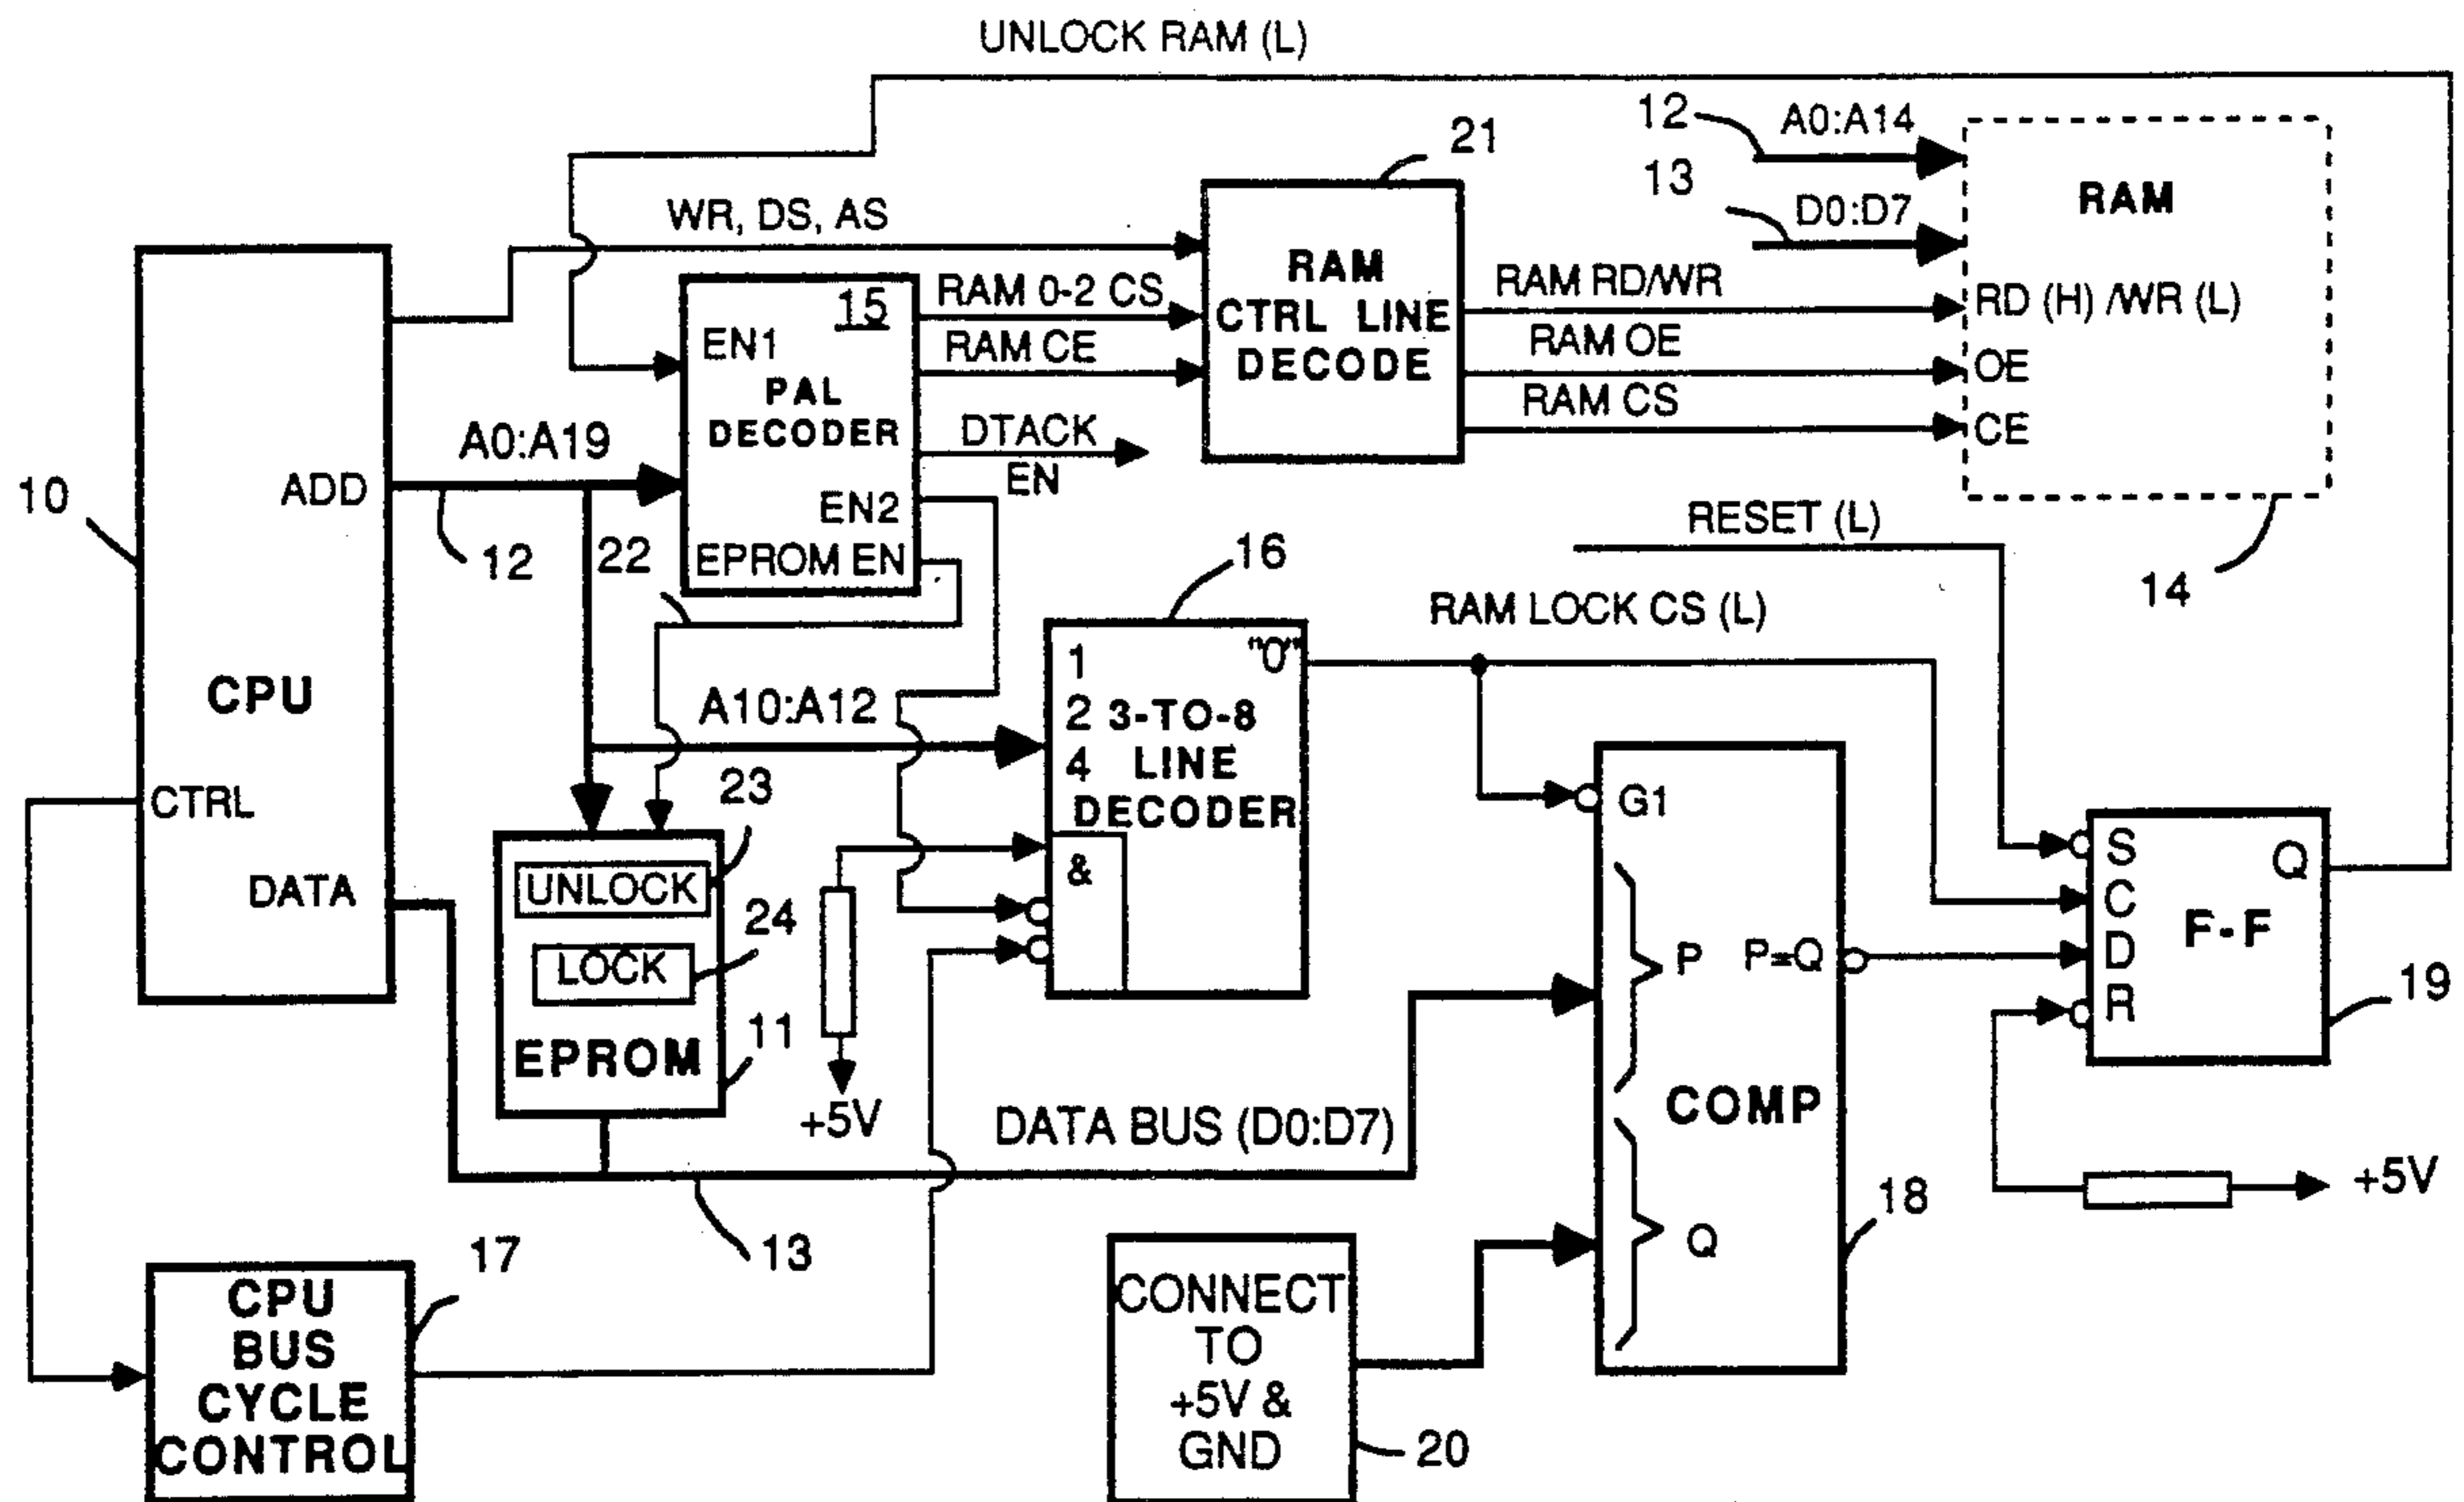 UNLOCK RAM (L)
12
A0:A14
21
13
RAM
WR, DS, AS
D0:D7
RAM
CTRL LINE
DECODE
15
RAM 0-2 CS
RAM RD/WR
RD (H) /WR (L)
EN1
RAM CE
RAM OE
OE
PAL
DECODER
RAM CS
CE
A0:A19
DTACK
EN
10
ADD
EN2
RESET (L)
12
22
EPROM EN
16
14
RAM LOCK CS (L)
1
"0"
CPU
A10:A12
2
3-TO-8
4
LINE
DECODER
CTRL
23
G1
&
S
Q
UNLOCK
DATA
24
C
F-F
LOCK
P
P=Q
D
19
R
11
EPROM
COMP
+5V
DATA BUS (D0:D7)
+5V
18
13
Q
17
CPU
BUS
CYCLE
CONTROL
CONNECT
TO
+5V &
GND
20